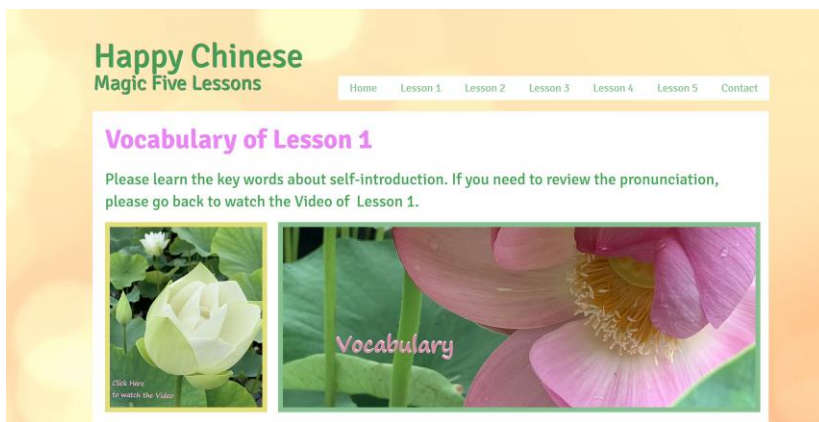 Happy Chinese
Magic Five Lessons
Home Lesson 1 Lesson 2 Lesson 3 Lesson 4 Lesson 5 Contact
Vocabulary of Lesson 1
Please learn the key words about self-introduction. If you need to review the pronunciation,
please go back to watch the Video of Lesson 1.
Click Here
to watch the Video
Vocabulary